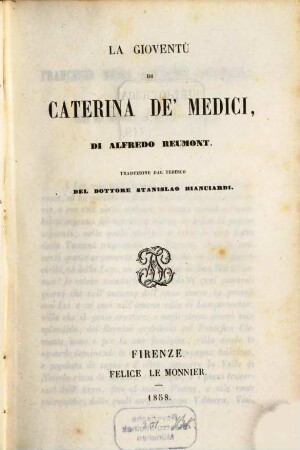 LA GIOVENTÙ
DI
CATERINA DE' MEDICI,
DI ALFREDO REUMONT.
TRADUZIONE DAL TEDESCO
DEL DOTTORE STANISLAO BIANCIARDI.
FIRENZE.
FELICE LE MONNIER.
1858.